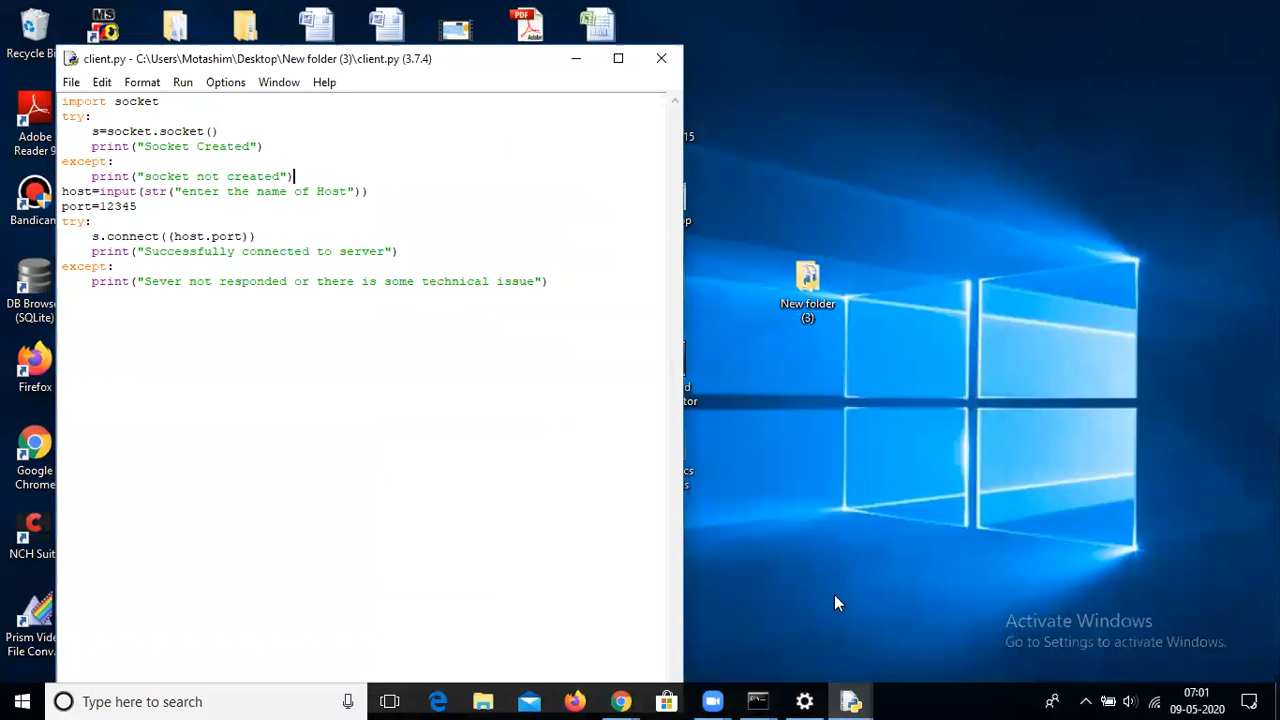 client.py - C:\Users\Motashim\Desktop\New folder (3)\client.py (3.7.4)
File Edit Format Run Options Window Help
import socket
try:
    s=socket.socket()
    print("Socket Created")
except:
    print("socket not created")
host=input(str("enter the name of Host"))
port=12345
try:
    s.connect((host.port))
    print("Successfully connected to server")
except:
    print("Sever not responded or there is some technical issue")
MS
PDF
Adobe
Recycle Bi
Adobe
Reader 9
Bandican
DB Browse
(SQLite)
Firefox
Google
Chrome
NCH Suit
Prism Vide
File Conv...
15
New folder
(3)
Activate Windows
Go to Settings to activate Windows.
Type here to search
07:01
09-05-2020